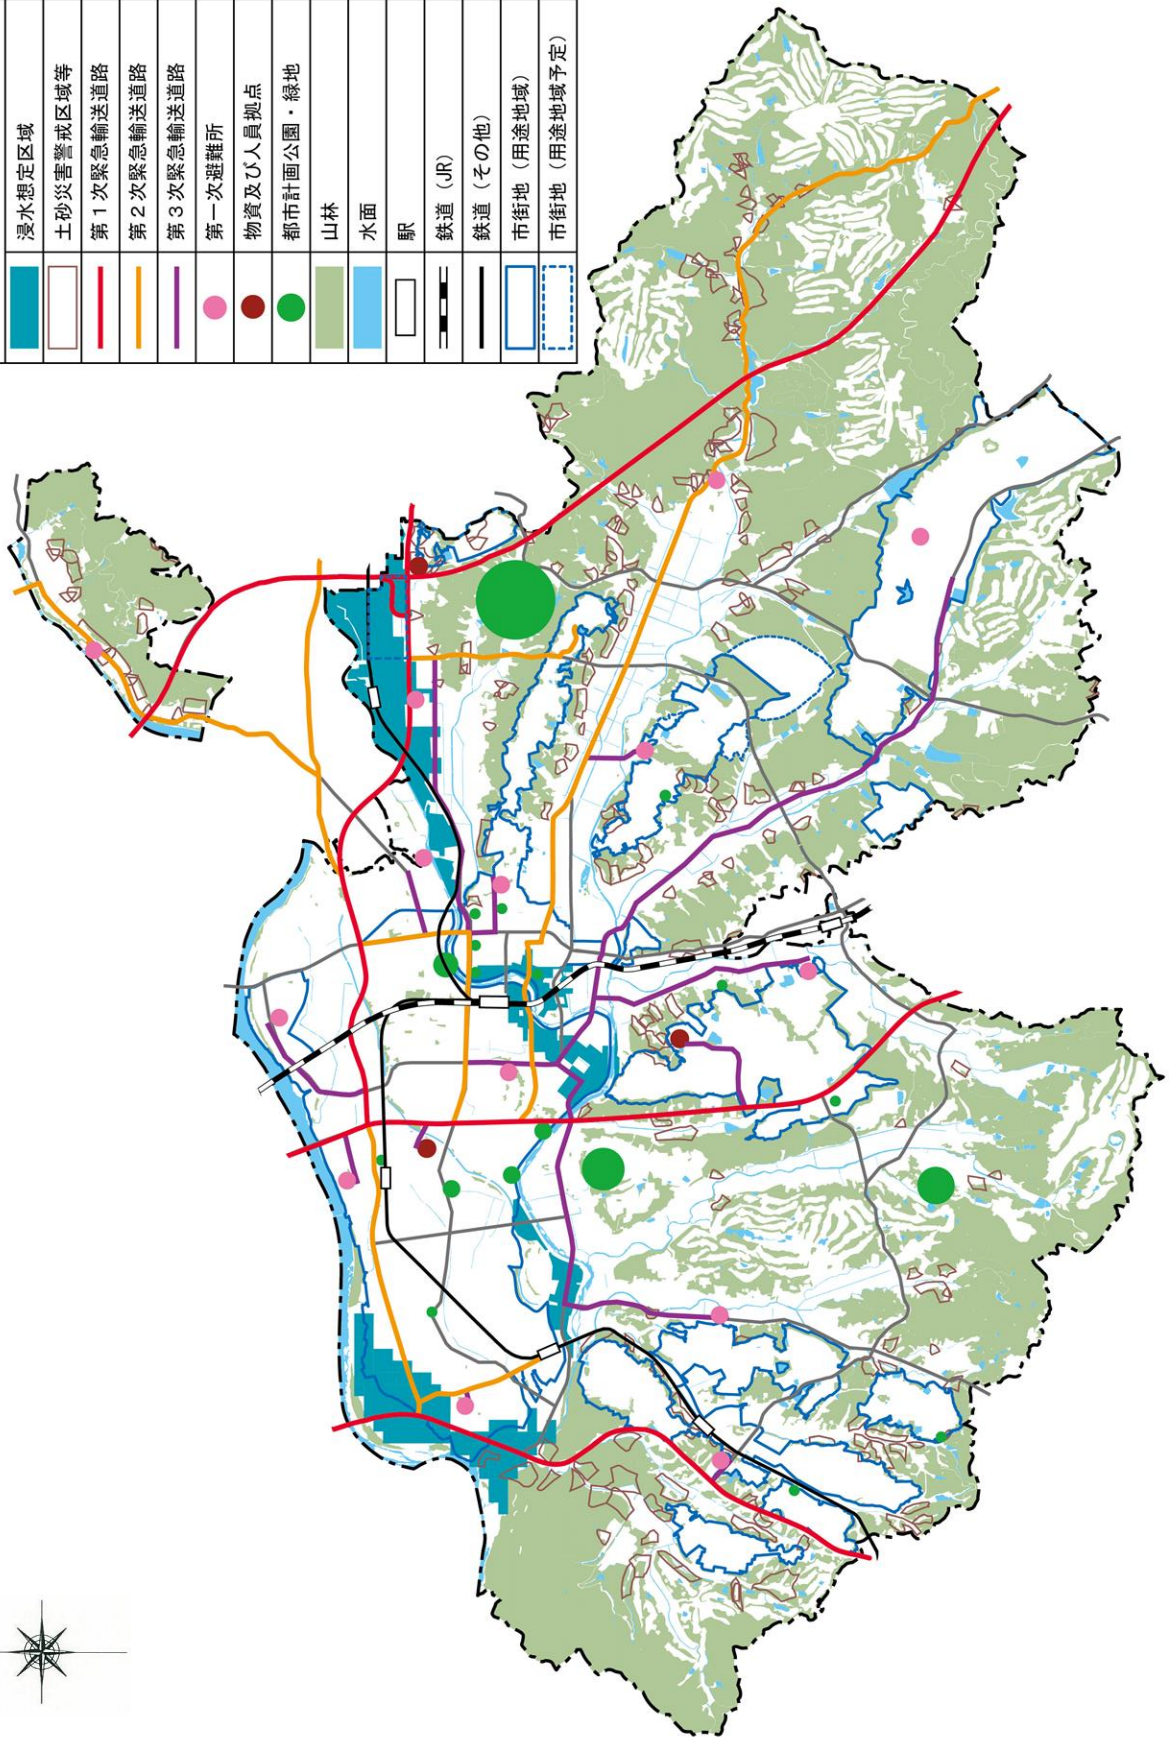 浸水想定区域
土砂災害警戒区域等
第１次緊急輸送道路
第２次緊急輸送道路
第３次緊急輸送道路
第一次避難所
物資及び人員拠点
都市計画公園・緑地
山林
水面
駅
鉄道（JR）
鉄道（その他）
市街地（用途地域）
市街地（用途地域予定）